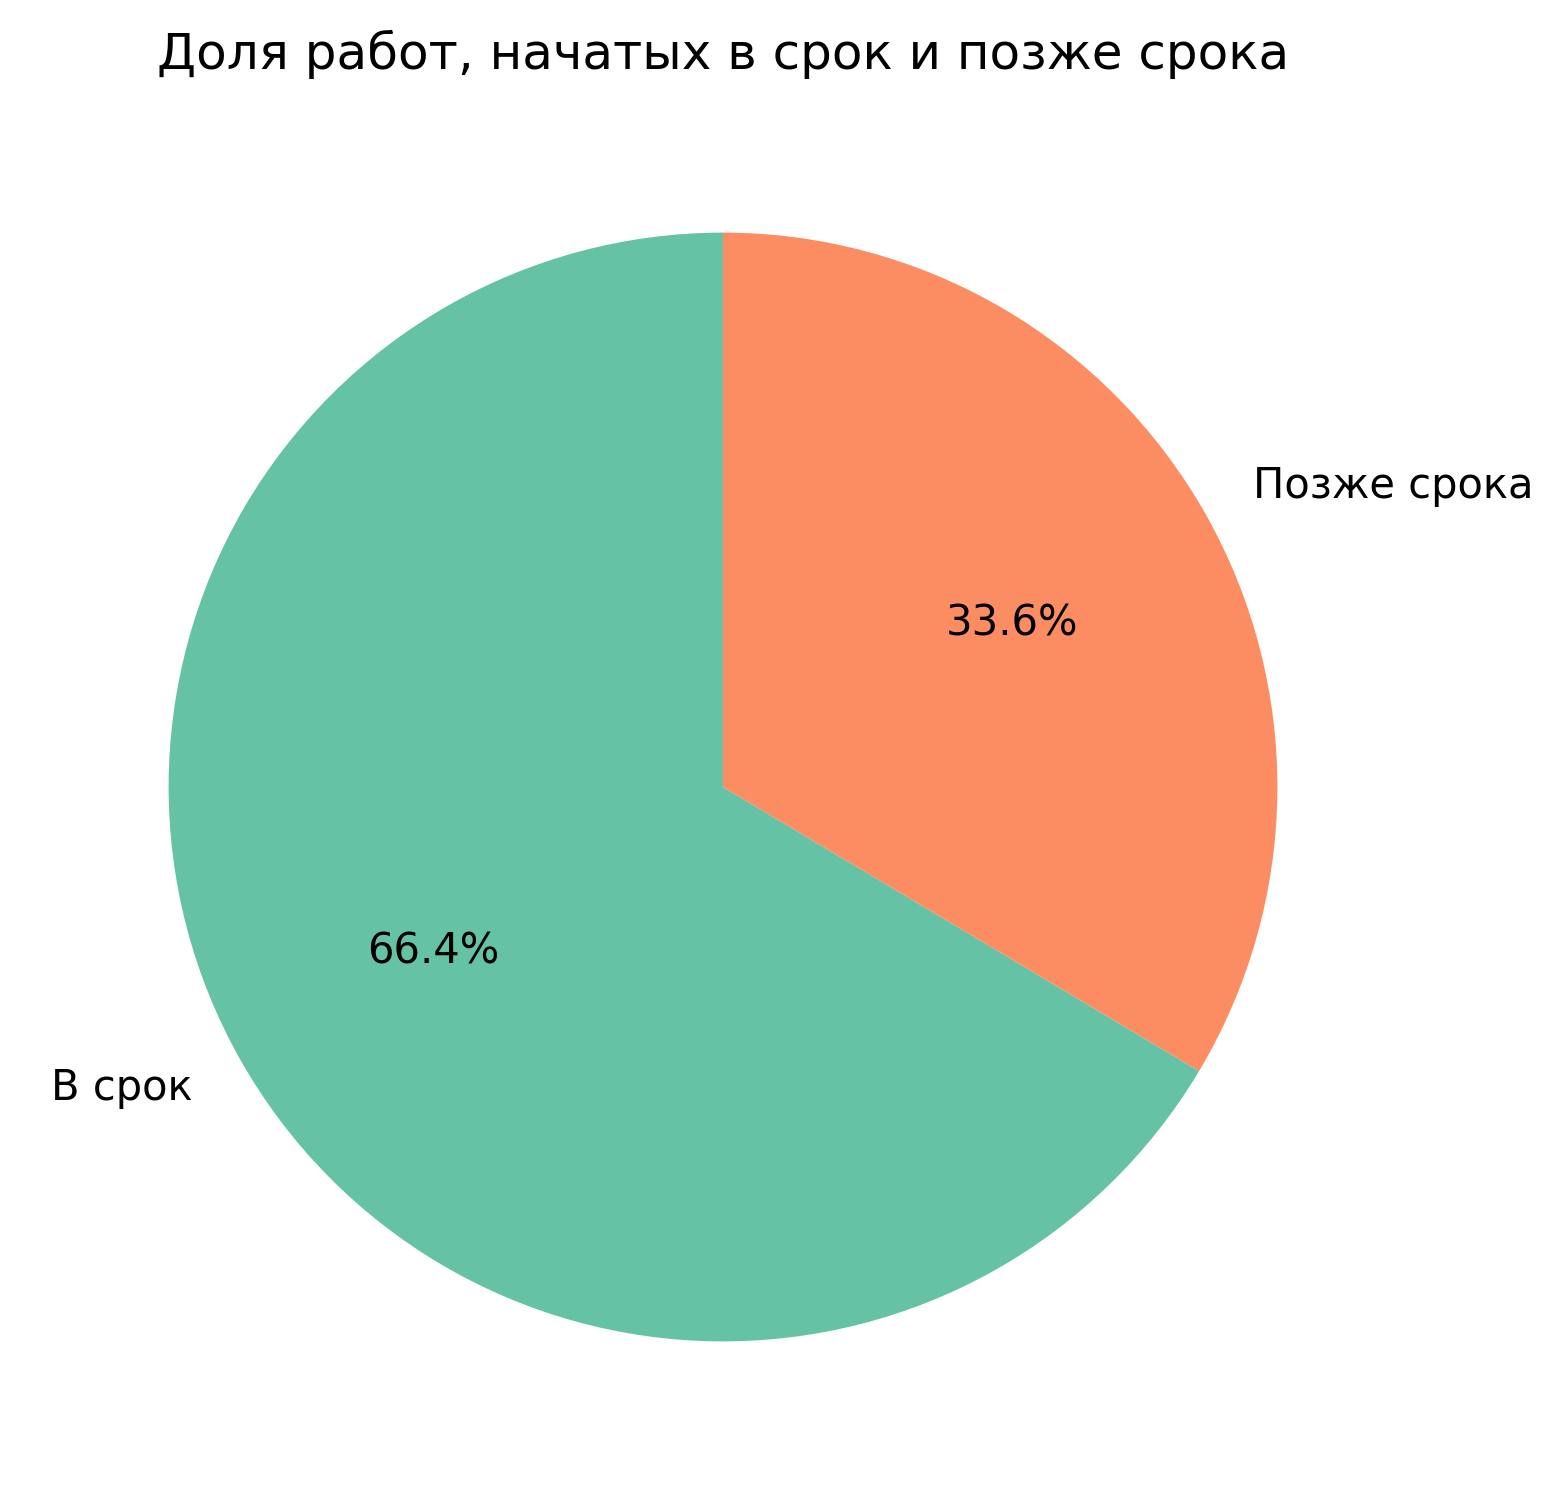 Доля работ, начатых в срок и позже срока
Позже срока
33.6%
66.4%
В срок